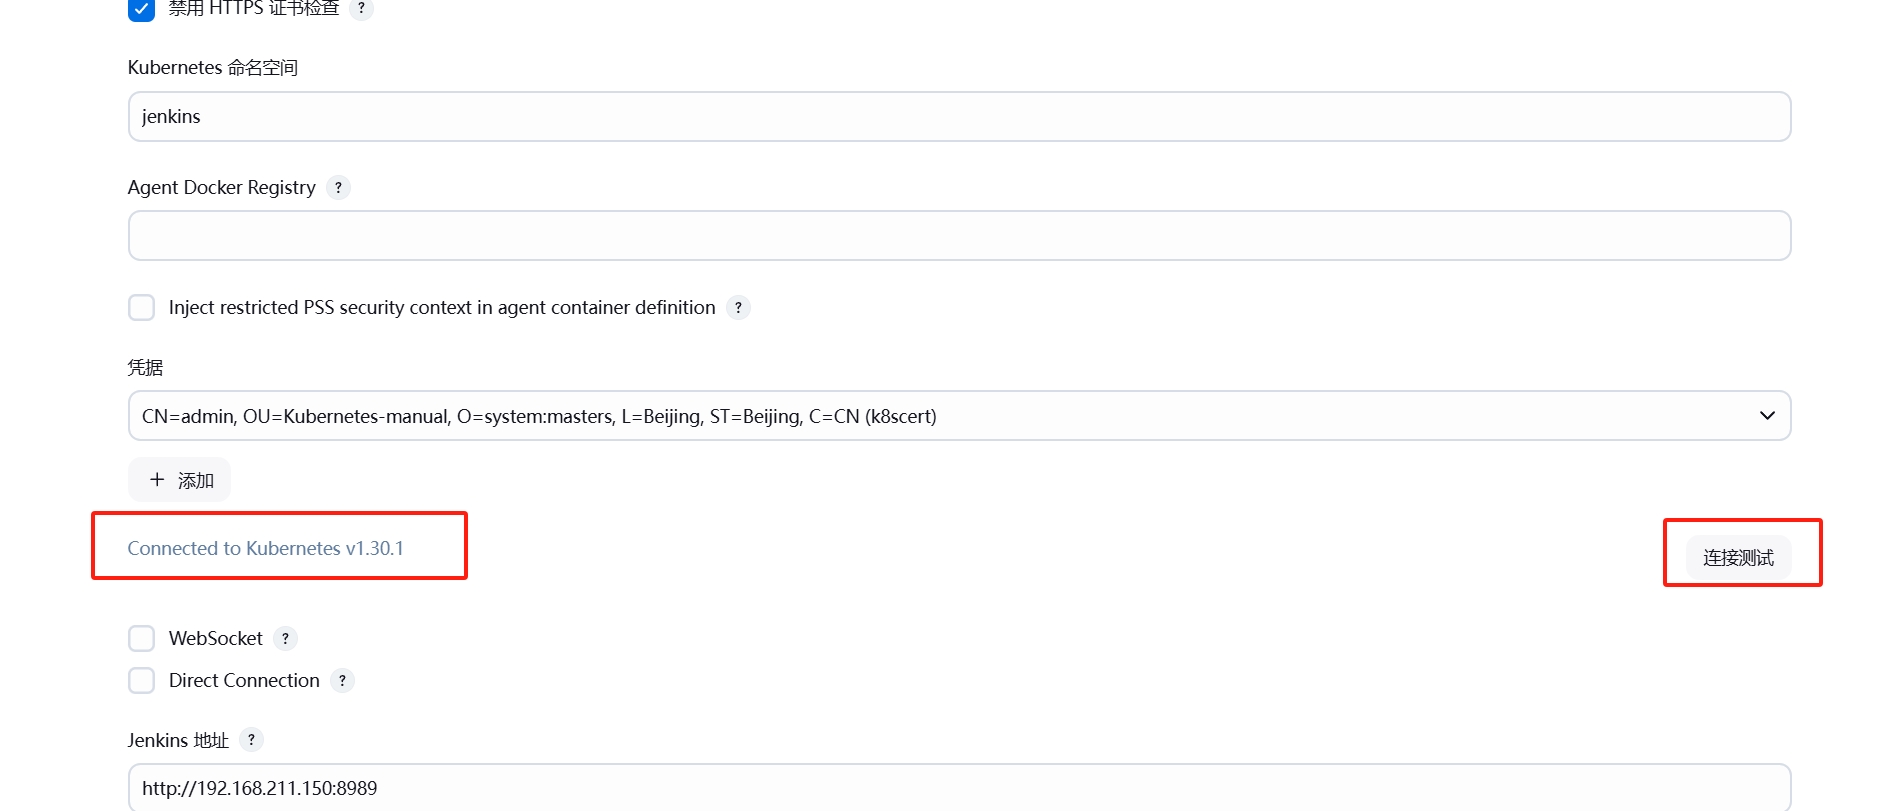 禁用 HTTPS 证书检查 ?
Kubernetes 命名空间
jenkins
Agent Docker Registry ?
Inject restricted PSS security context in agent container definition ?
凭据
CN=admin, OU=Kubernetes-manual, O=system:masters, L=Beijing, ST=Beijing, C=CN (k8scert)
+ 添加
Connected to Kubernetes v1.30.1
连接测试
WebSocket ?
Direct Connection ?
Jenkins 地址 ?
http://192.168.211.150:8989